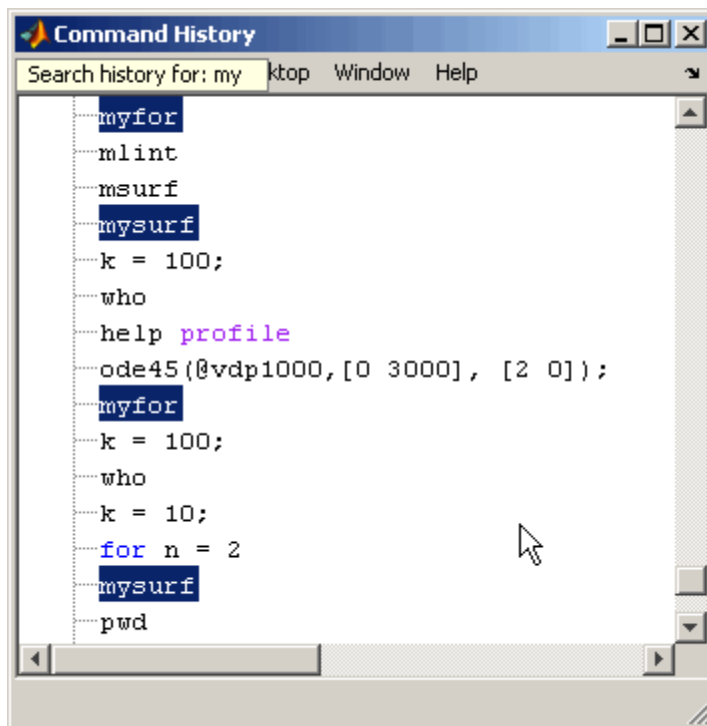 Command History
Search history for: my ktop Window Help
myfor
mlint
msurf
mysurf
k = 100;
who
help profile
ode45(@vdp1000,[0 3000], [2 0]);
myfor
k = 100;
who
k = 10;
for n = 2
mysurf
pwd